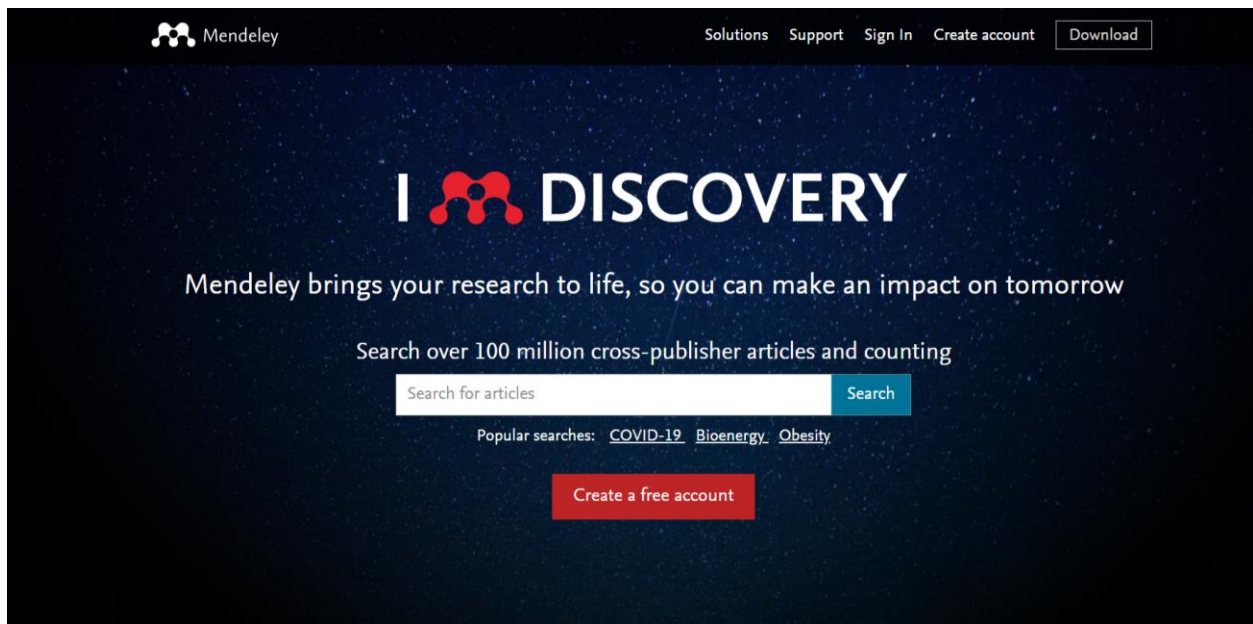 Mendeley
Solutions Support Sign In Create account Download
I DISCOVERY
Mendeley brings your research to life, so you can make an impact on tomorrow
Search over 100 million cross-publisher articles and counting
Search for articles Search
Popular searches: COVID-19 Bioenergy Obesity
Create a free account